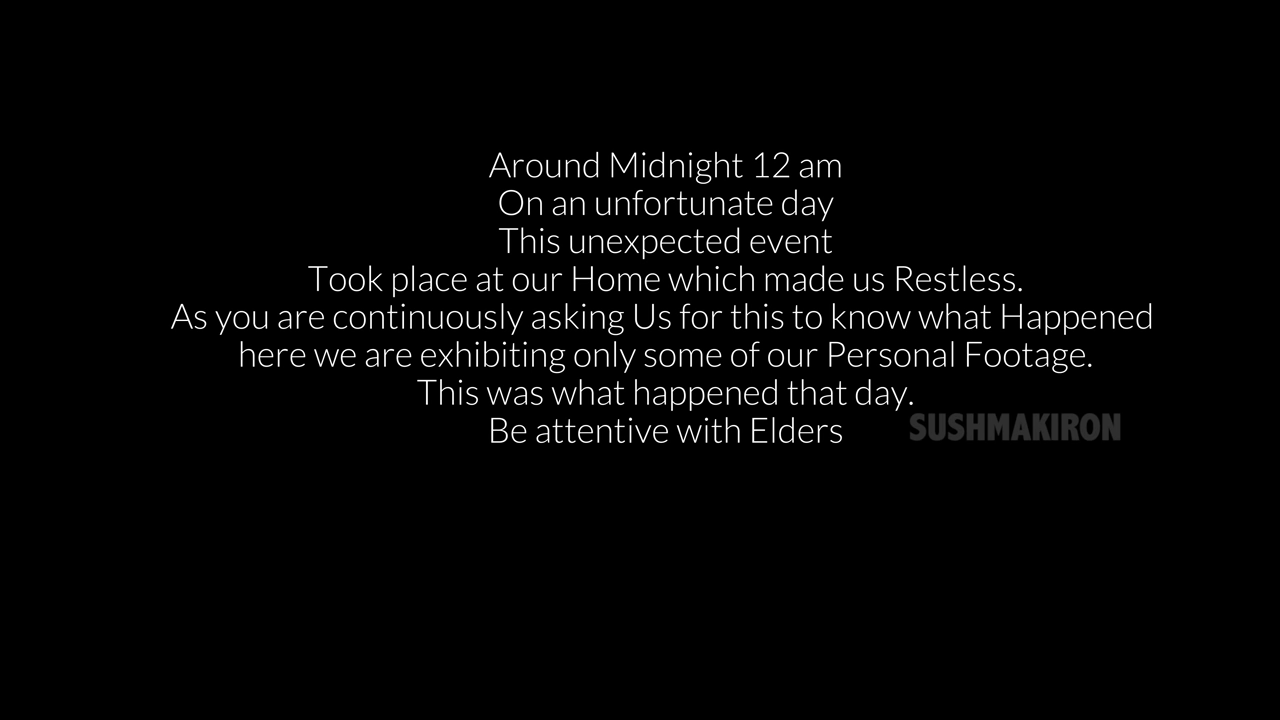 Around Midnight 12 am
On an unfortunate day
This unexpected event
Took place at our Home which made us Restless.
As you are continuously asking Us for this to know what Happened
here we are exhibiting only some of our Personal Footage.
This was what happened that day.
Be attentive with Elders
SUSHMAKIRON